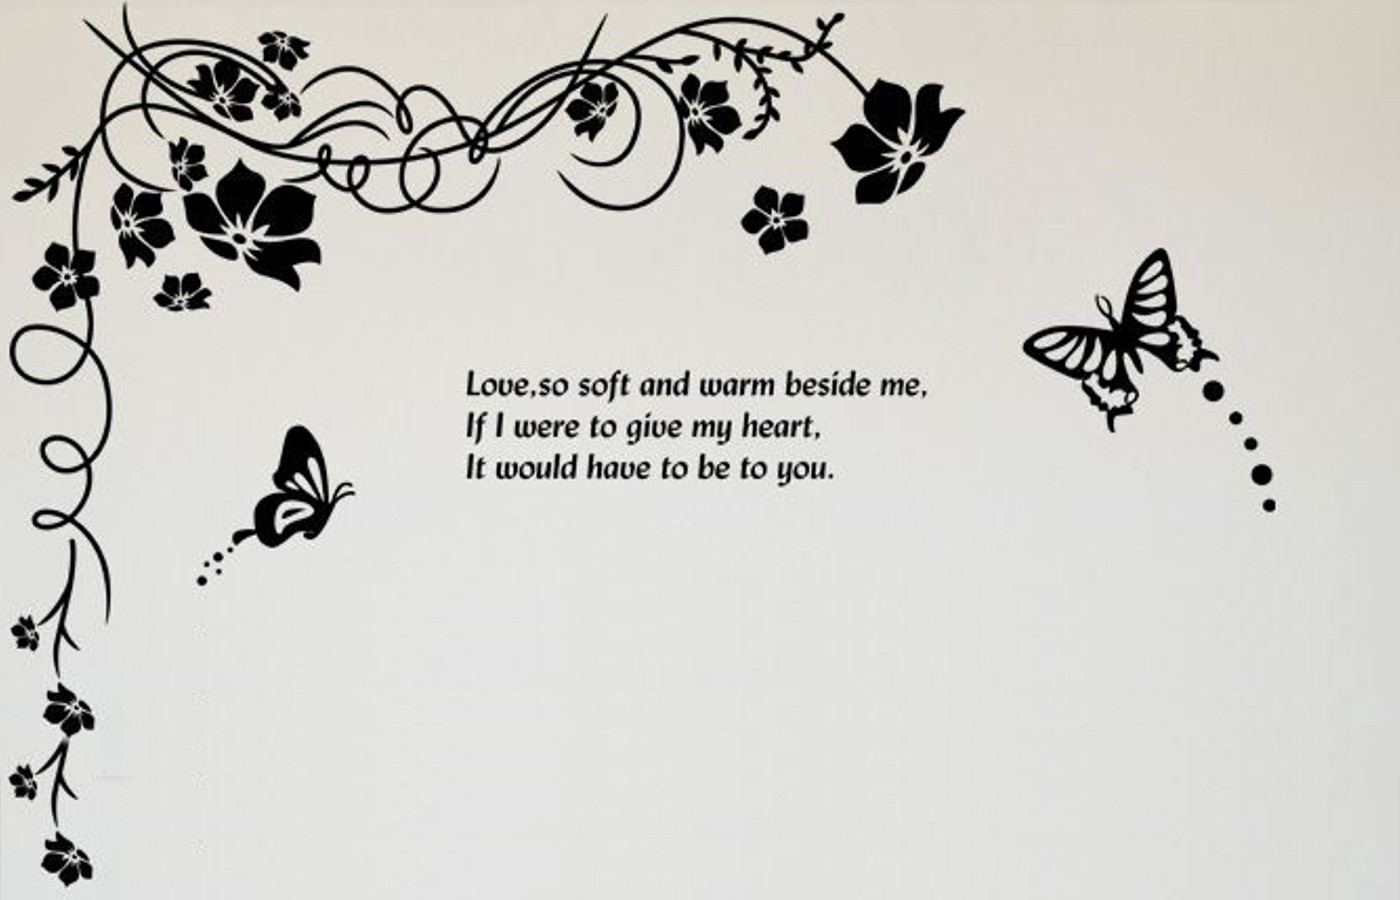 Love,so soft and warm beside me,
If I were to give my heart,
It would have to be to you.